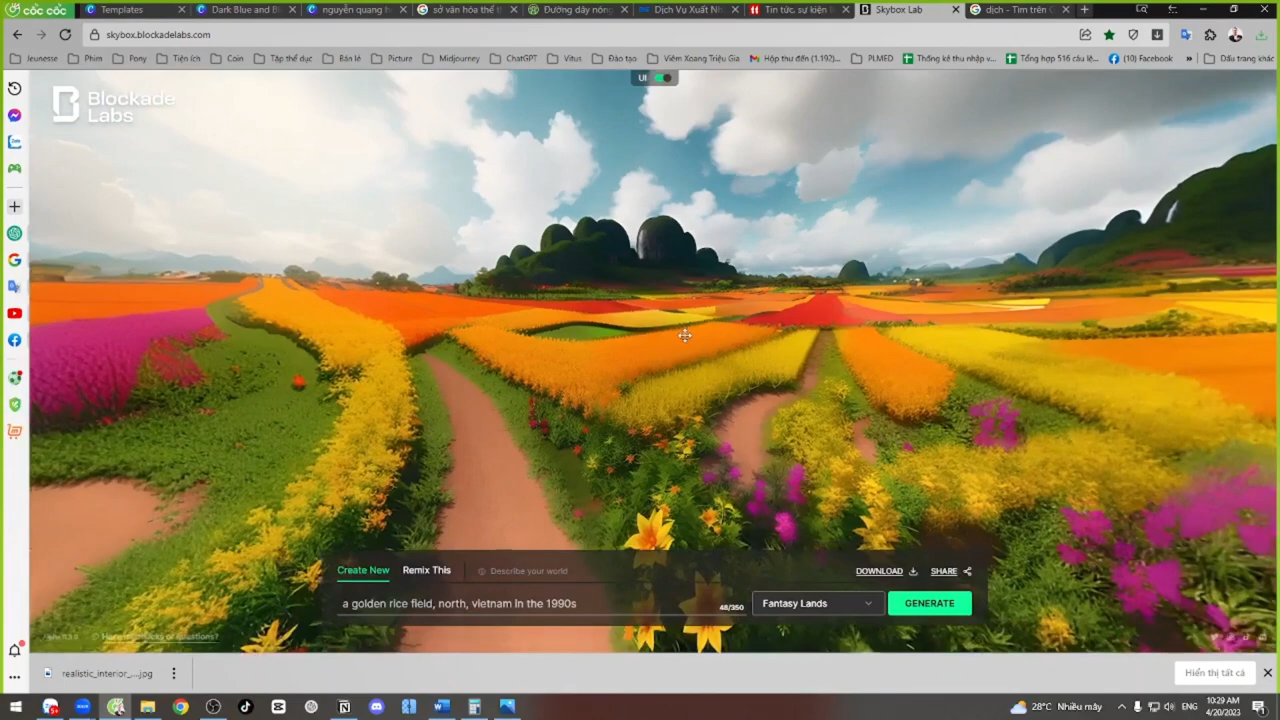 cốc cốc
Templates
Dark Blue and Bl
nguyễn quang h
sở văn hóa thể t
Đường dây nóng
Dịch Vụ Xuất Nh
Tin tức, sự kiện l
Skybox Lab
dịch - Tìm trên C
skybox.blockadelabs.com
Jeunesse
Phim
Pony
Tiện ích
Coin
Tập thể dục
Bán lẻ
Picture
Midjourney
ChatGPT
Vitus
Đào tạo
Viêm Xoang Triệu Gia
Hộp thư đến (1.192)...
PLMED
Thống kê thu nhập v...
Tổng hợp 516 câu lệ...
(10) Facebook
Dấu trang khác
UI
Blockade
Labs
Create New
Remix This
Describe your world
DOWNLOAD
SHARE
a golden rice field, north, vietnam in the 1990s
48/350
Fantasy Lands
GENERATE
realistic_interior_....jpg
Hiển thị tất cả
28°C Nhiều mây
ENG
10:29 AM
4/20/2023